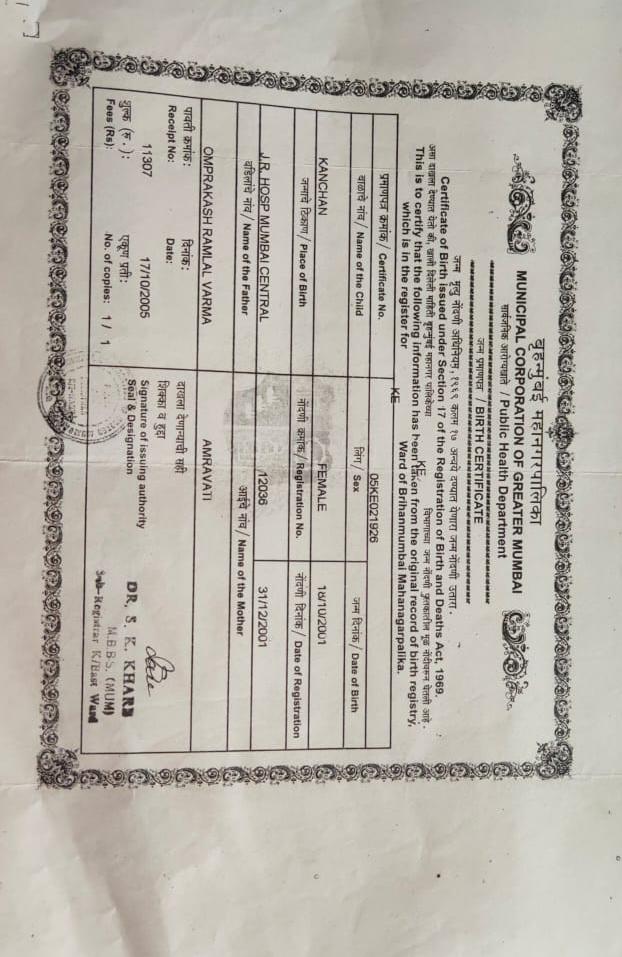 बृहन्मुंबई महानगरपालिका
MUNICIPAL CORPORATION OF GREATER MUMBAI
सार्वजनिक आरोग्यखाते / Public Health Department
जन्म प्रमाणपत्र / BIRTH CERTIFICATE
जन्म मृत्यु नोंदणी अधिनियम, १९६९ कलम १७ अन्वये देण्यात येणारा जन्म नोंदणी उतारा.
Certificate of Birth issued under Section 17 of the Registration of Birth and Deaths Act, 1969.
असा दाखला देण्यात येतो की, खाली दिलेली माहिती बृहन्मुंबई महानगर पालिकेच्या विभागाच्या जन्म नोंदणी पुस्तकातील मूळ नोंदीवरुन घेतली आहे.
KE
This is to certify that the following information has been taken from the original record of birth registry,
which is in the register for KE Ward of Brihanmumbai Mahanagarpalika.
प्रमाणपत्र क्रमांक / Certificate No. 05KE021926
बाळाचे नांव / Name of the Child लिंग / Sex जन्म दिनांक / Date of Birth
KANCHAN FEMALE 18/10/2001
जन्माचे ठिकाण / Place of Birth नोंदणी क्रमांक / Registration No. नोंदणी दिनांक / Date of Registration
J.R. HOSP MUMBAI CENTRAL 12036 31/12/2001
वडिलांचे नांव / Name of the Father आईचे नांव / Name of the Mother
OMPRAKASH RAMLAL VARMA AMRAVATI
पावती क्रमांक: दिनांक:
Receipt No: Date:
11307 17/10/2005
शुल्क (रु.): एकूण प्रती:
Fees (Rs): No. of copies: 1 / 1
दाखला देणाऱ्याची सही
शिक्का व हुद्दा
Signature of issuing authority
Seal & Designation
DR. S. K. KHARE
M.B.B.S. (MUM)
Sub-Registrar K/East Ward